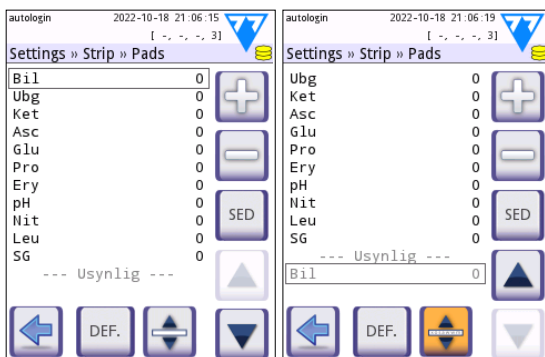 autologin 2022-10-18 21:06:15
[ -, -, -, 3]
Settings » Strip » Pads
Bil 0
Ubg 0
Ket 0
Asc 0
Glu 0
Pro 0
Ery 0
pH 0
Nit 0
Leu 0
SG 0
--- Usynlig ---
SED
DEF.
autologin 2022-10-18 21:06:19
[ -, -, -, 3]
Settings » Strip » Pads
Ubg 0
Ket 0
Asc 0
Glu 0
Pro 0
Ery 0
pH 0
Nit 0
Leu 0
SG 0
--- Usynlig ---
Bil 0
SED
DEF.